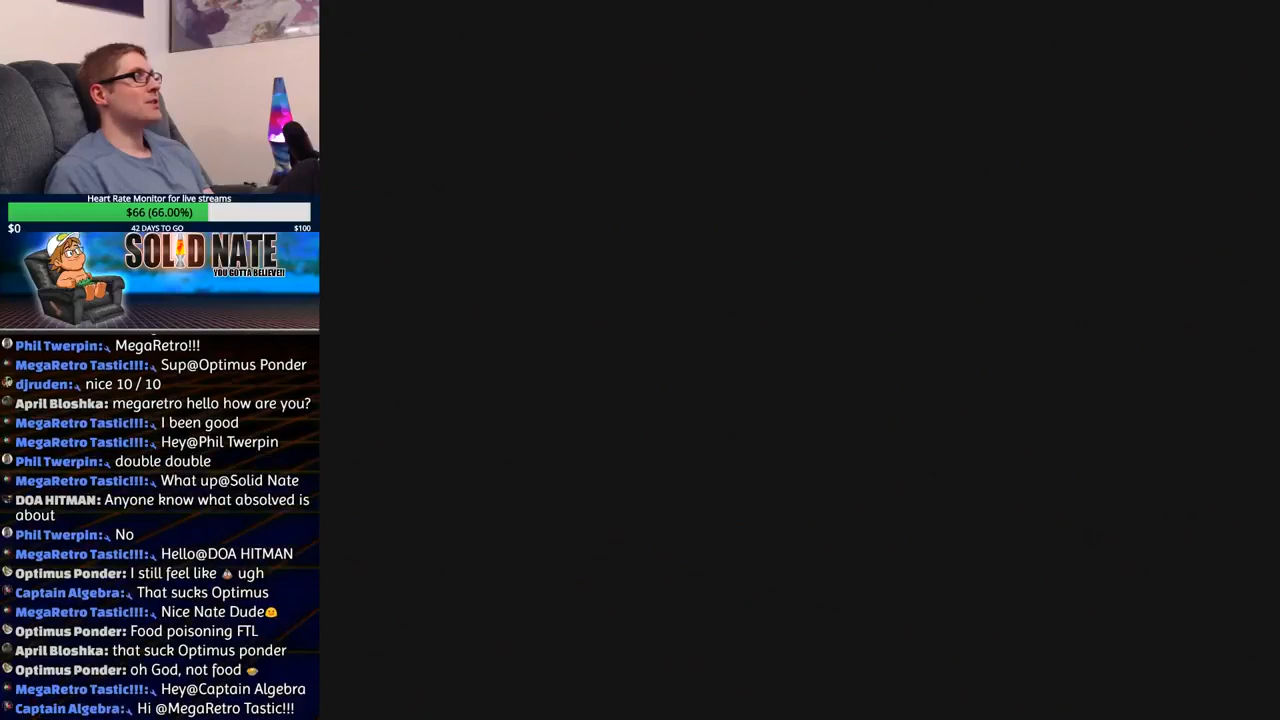 Heart Rate Monitor for live streams
$66 (66.00%)
$0 42 DAYS TO GO $100
SOLID NATE
YOU GOTTA BELIEVE!!
Phil Twerpin: MegaRetro!!!
MegaRetro Tastic!!!: Sup@Optimus Ponder
djruden: nice 10 / 10
April Bloshka: megaretro hello how are you?
MegaRetro Tastic!!!: I been good
MegaRetro Tastic!!!: Hey@Phil Twerpin
Phil Twerpin: double double
MegaRetro Tastic!!!: What up@Solid Nate
DOA HITMAN: Anyone know what absolved is
about
Phil Twerpin: No
MegaRetro Tastic!!!: Hello@DOA HITMAN
Optimus Ponder: I still feel like 💩 ugh
Captain Algebra: That sucks Optimus
MegaRetro Tastic!!!: Nice Nate Dude
Optimus Ponder: Food poisoning FTL
April Bloshka: that suck Optimus ponder
Optimus Ponder: oh God, not food
MegaRetro Tastic!!!: Hey@Captain Algebra
Captain Algebra: Hi @MegaRetro Tastic!!!